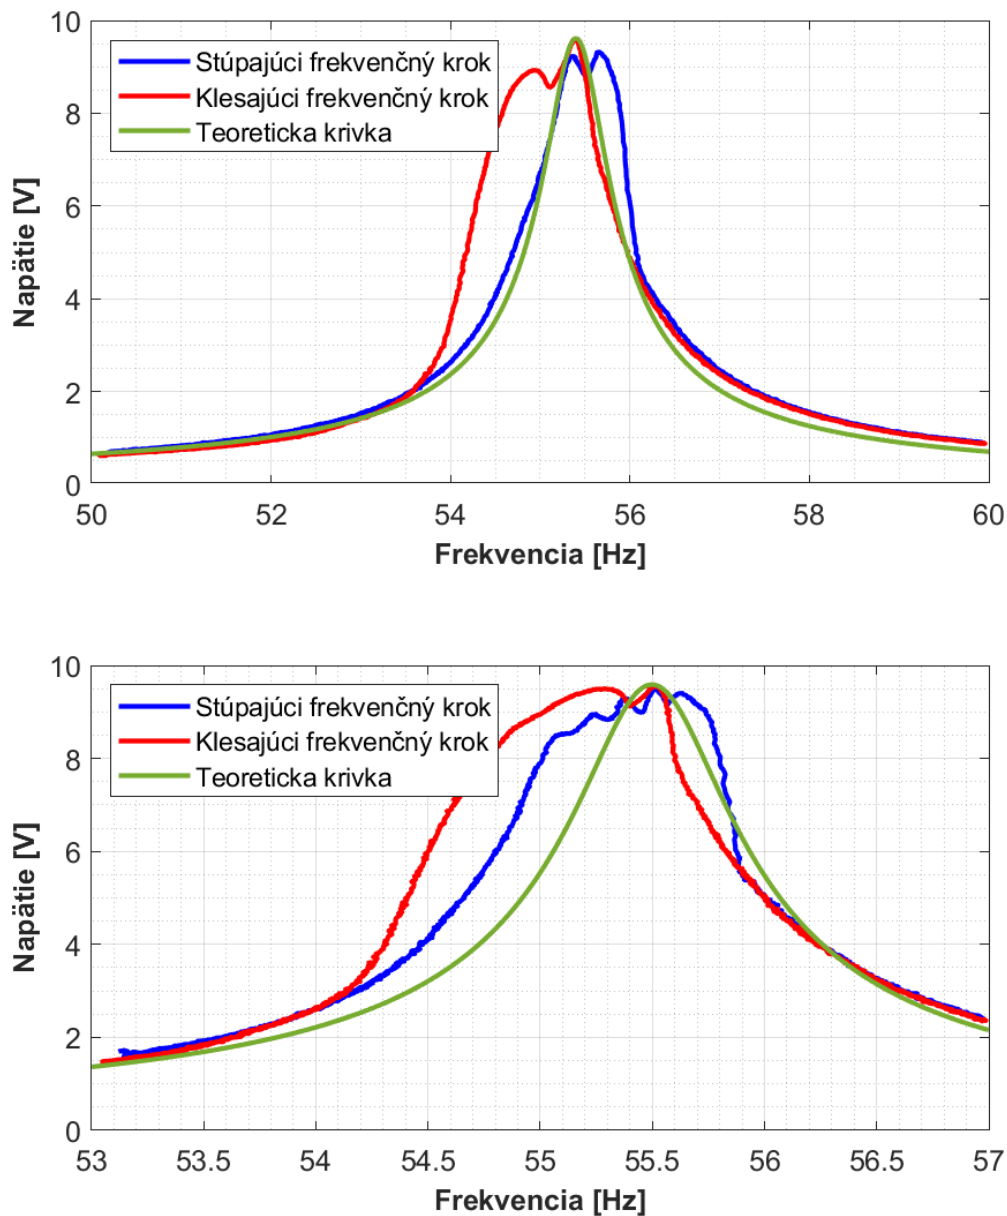 10
8
6
4
2
0
Napätie [V]
Stúpajúci frekvenčný krok
Klesajúci frekvenčný krok
Teoreticka krivka
50 52 54 56 58 60
Frekvencia [Hz]
10
8
6
4
2
0
Napätie [V]
Stúpajúci frekvenčný krok
Klesajúci frekvenčný krok
Teoreticka krivka
53 53.5 54 54.5 55 55.5 56 56.5 57
Frekvencia [Hz]